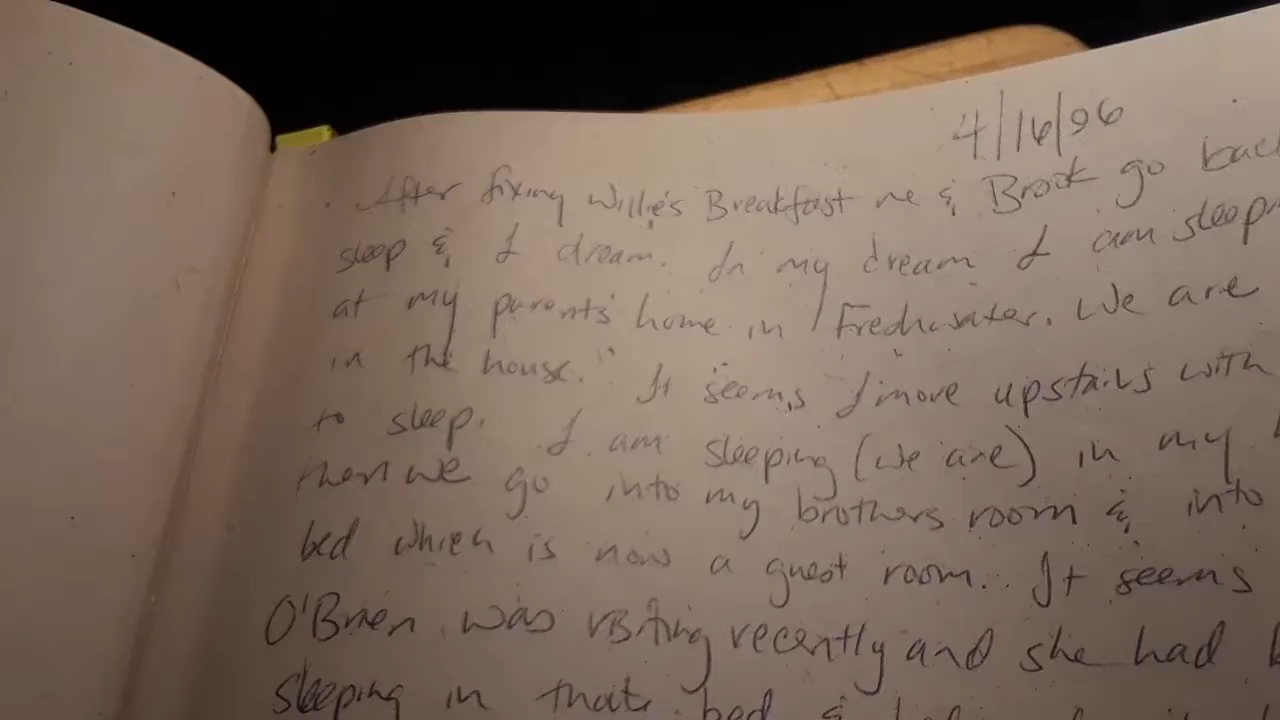 4/16/96
After fixing Willie's Breakfast me & Brook go
sleep & I dream. In my dream I am
at my parents' home in Freshwater. We are
in the house." It seems I move upstairs with
to sleep. I am sleeping (we are) in my
then we go into my brothers room & into
bed which is now a guest room. It seems
O'Brien was visiting recently and she had
sleeping in that bed &